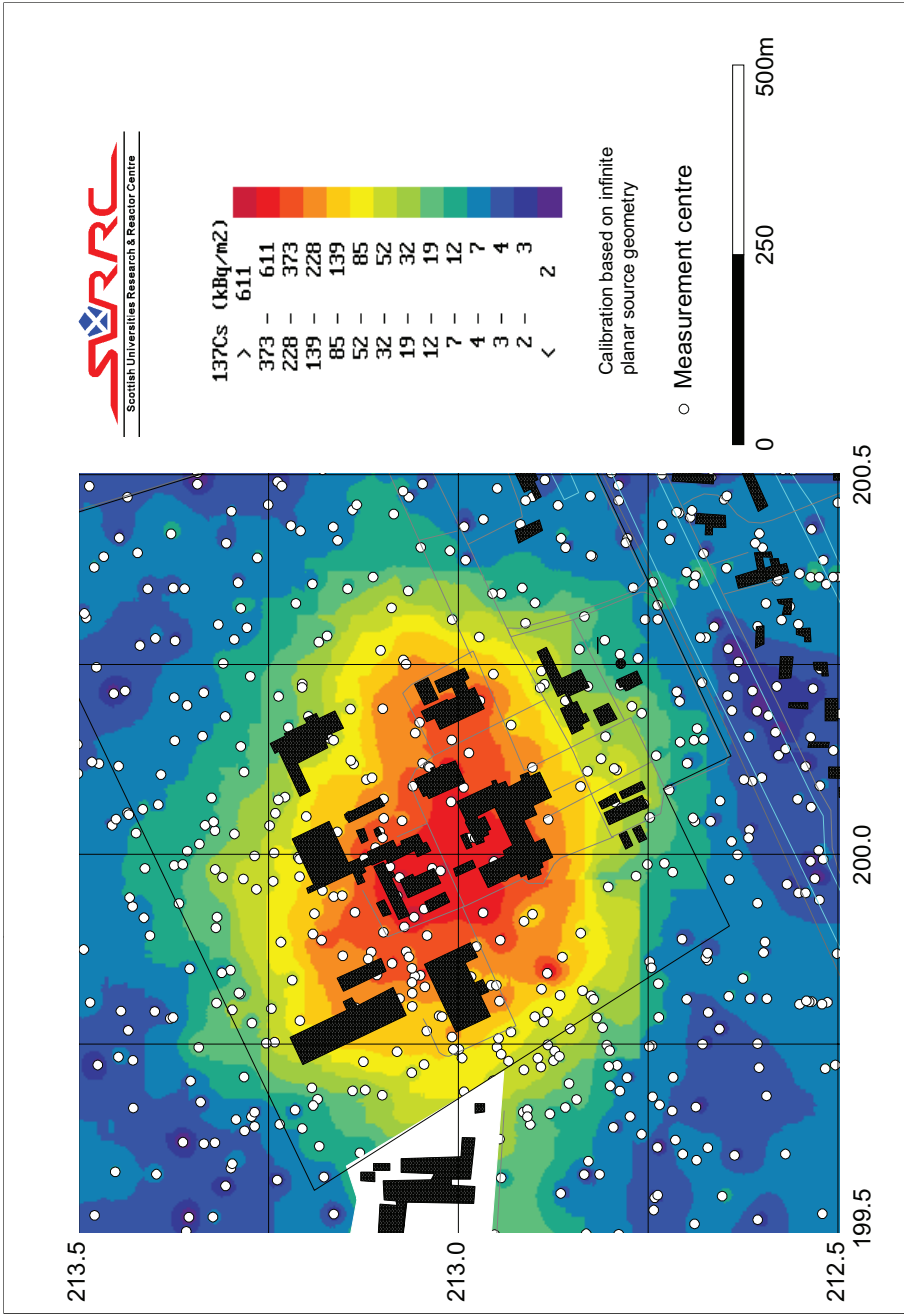 SURRC
Scottish Universities Research & Reactor Centre
137Cs (kBq/m2)
> 611
373 – 611
228 – 373
139 – 228
85 – 139
52 – 85
32 – 52
19 – 32
12 – 19
7 – 12
4 – 7
3 – 4
2 – 3
< 2
Calibration based on infinite
planar source geometry
Measurement centre
0 250 500m
213.5
213.0
212.5
199.5 200.0 200.5